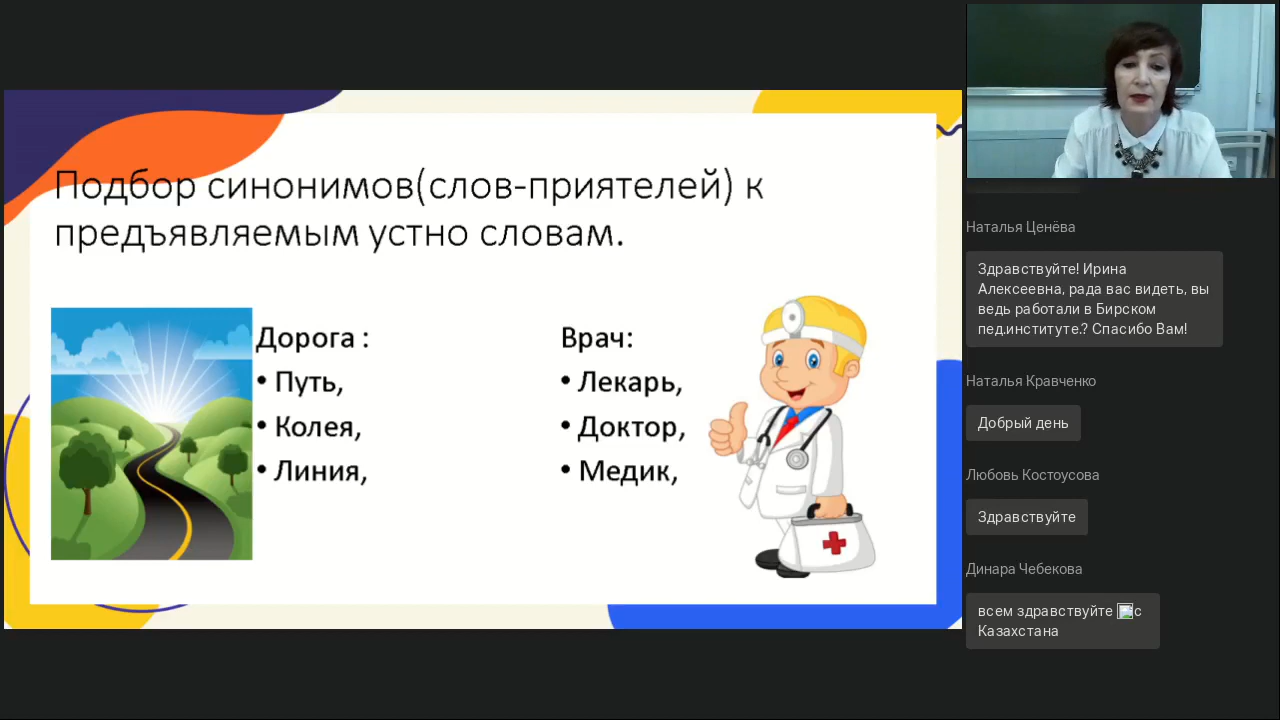 Подбор синонимов(слов-приятелей) к
предъявляемым устно словам.
Дорога :
• Путь,
• Колея,
• Линия,
Врач:
• Лекарь,
• Доктор,
• Медик,
Наталья Ценёва
Здравствуйте! Ирина
Алексеевна, рада вас видеть, вы
ведь работали в Бирском
пед.институте.? Спасибо Вам!
Наталья Кравченко
Добрый день
Любовь Костоусова
Здравствуйте
Динара Чебекова
всем здравствуйте с
Казахстана